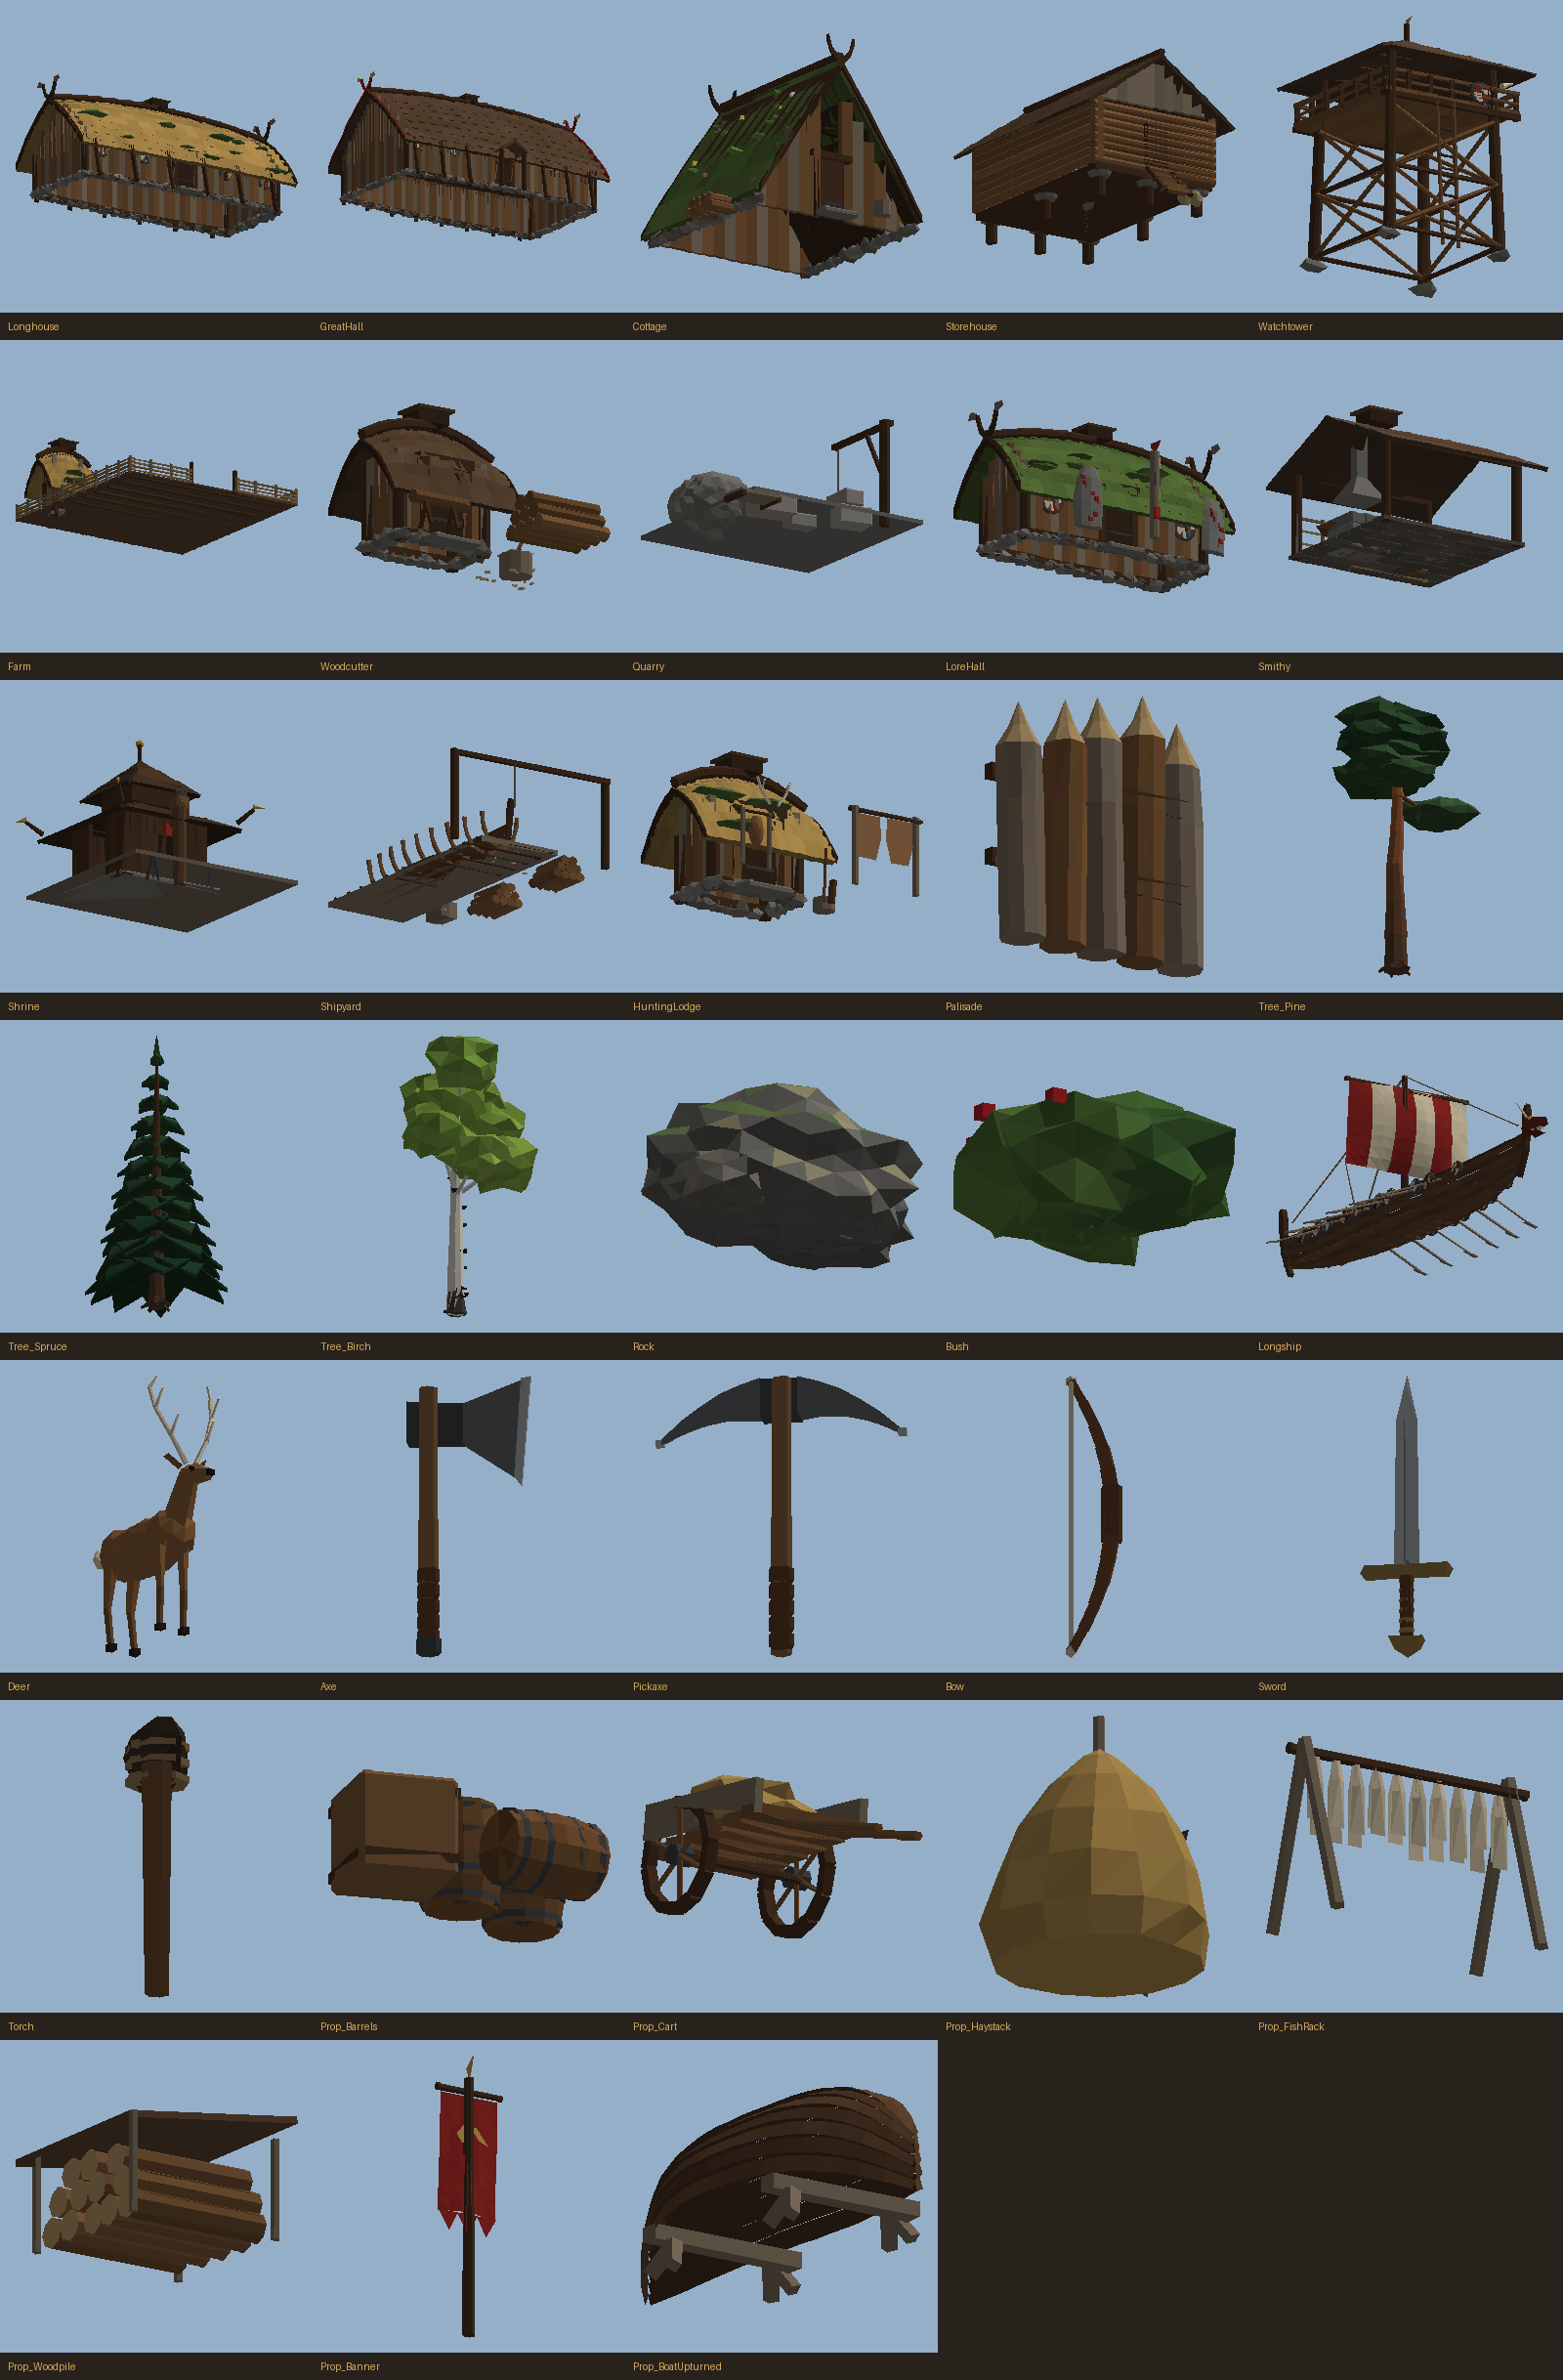 Longhouse
GreatHall
Cottage
Storehouse
Watchtower
Farm
Woodcutter
Quarry
LoreHall
Smithy
Shrine
Shipyard
HuntingLodge
Palisade
Tree_Pine
Tree_Spruce
Tree_Birch
Rock
Bush
Longship
Deer
Axe
Pickaxe
Bow
Sword
Torch
Prop_Barrels
Prop_Cart
Prop_Haystack
Prop_FishRack
Prop_Woodpile
Prop_Banner
Prop_BoatUpturned